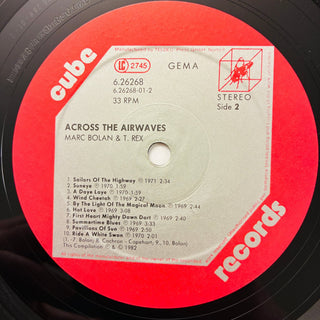 cube
records
Manufactured by TELDEC
LC 2745
GEMA
6.26268
6.26268-01-2
33 RPM
STEREO
Side 2
ACROSS THE AIRWAVES
MARC BOLAN & T. REX
1. Sailors Of The Highway ℗ 1971 2:34
2. Suneye ℗ 1970 1:59
3. A Daye Laye ℗ 1970 1:59
4. Wind Cheetah ℗ 1969 2:27
5. By The Light Of The Magical Moon ℗ 1969 2:44
6. Hot Love ℗ 1969 3:08
7. First Heart Mighty Dawn Dart ℗ 1969 2:40
8. Summertime Blues ℗ 1969 3:33
9. Pavillions Of Sun ℗ 1969 2:50
10. Ride A White Swan ℗ 1970 2:01
(1.-7. Bolan; 8. Cochran - Capehart; 9., 10. Bolan)
This Compilation ℗ & © 1982